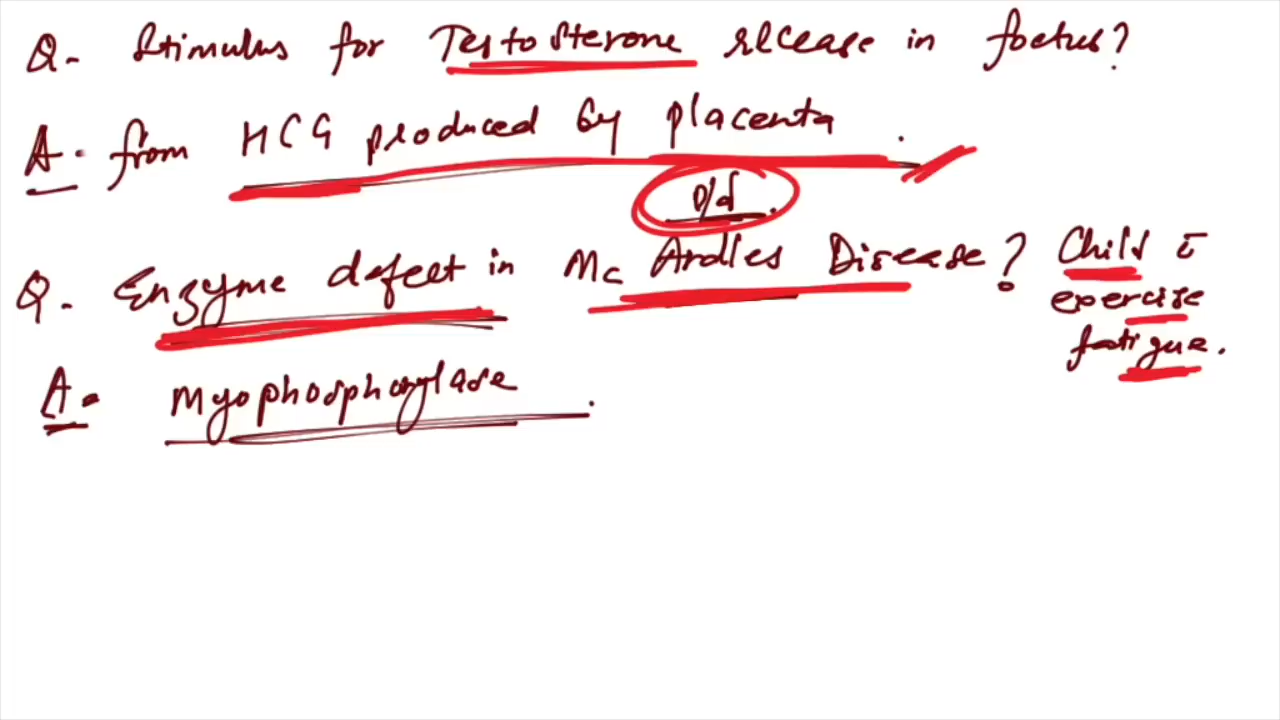 Q. Stimulus for Testosterone release in foetus?
A. from HCG produced by placenta.
Q. Enzyme defect in Mc Ardles Disease? Child c̄
exercise
fatigue.
A. Myophosphorylase.